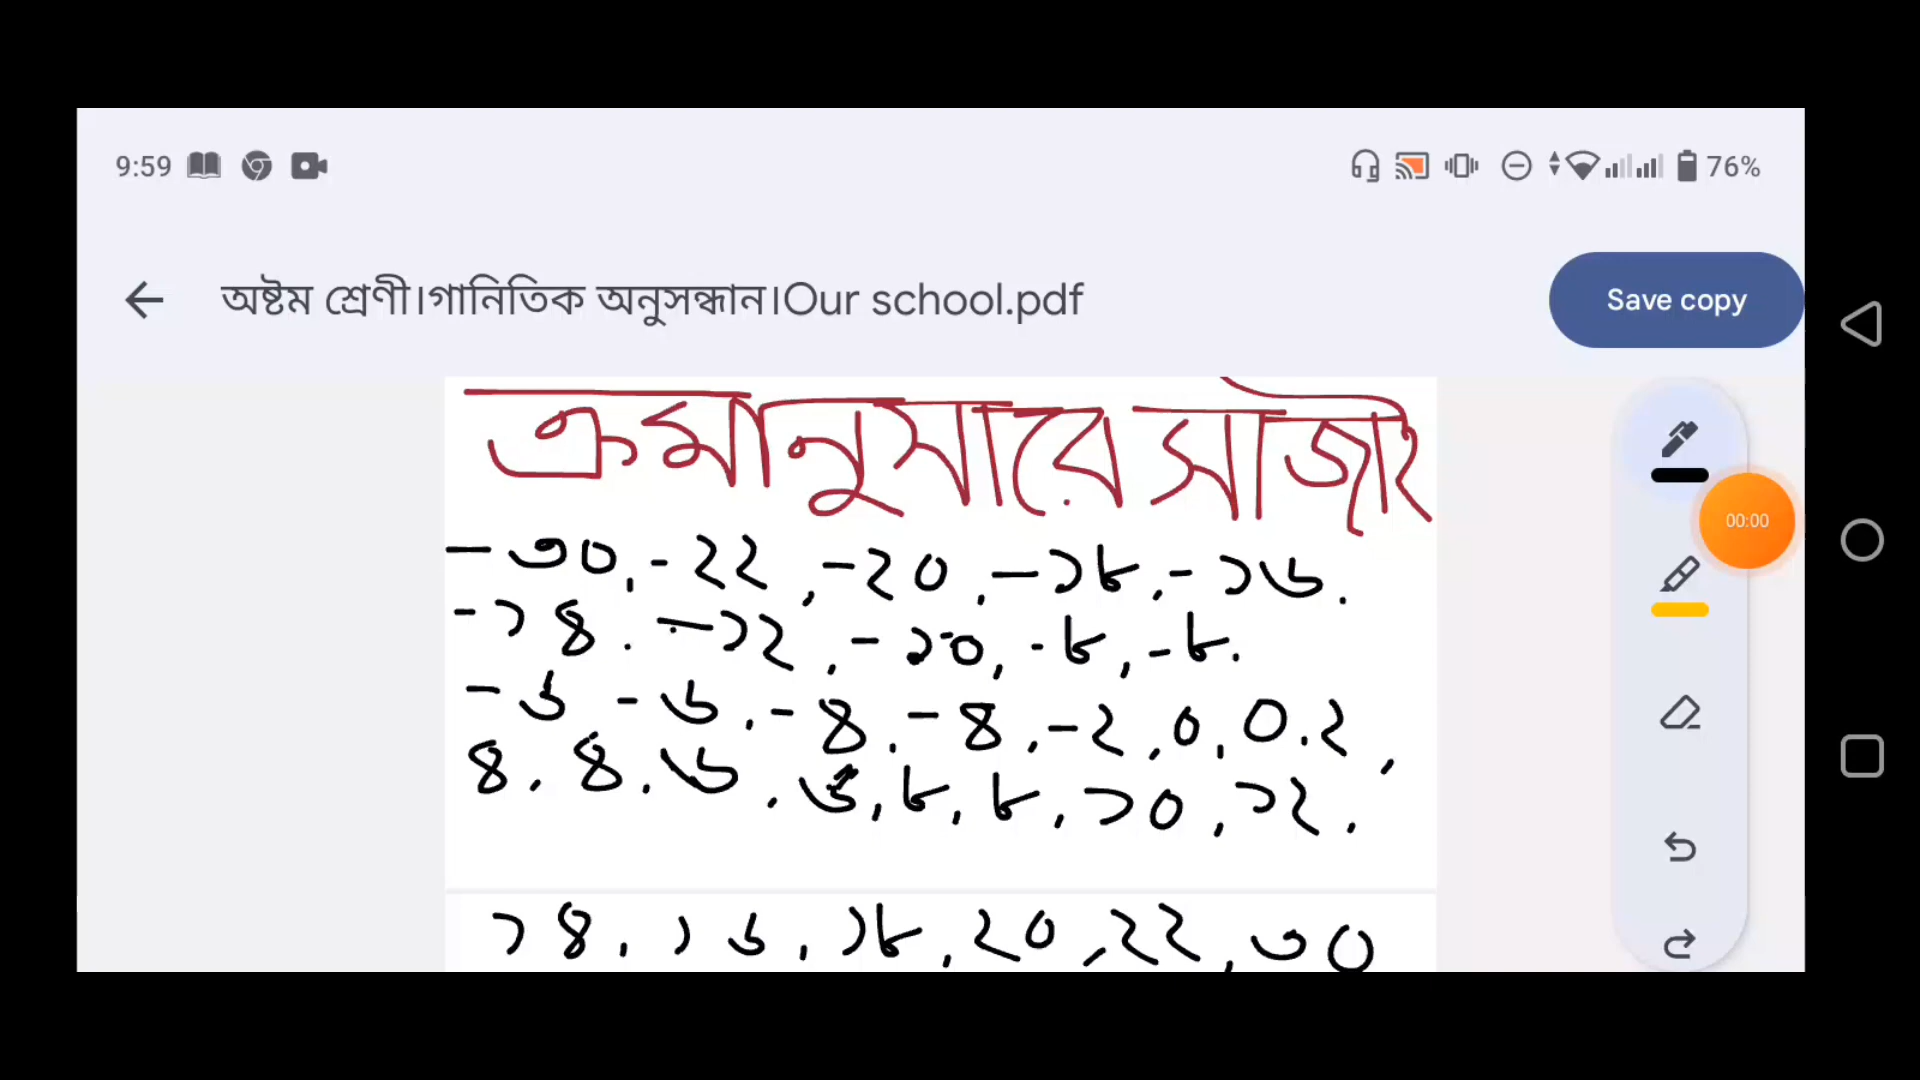 9:59 76%
অষ্টম শ্রেণী।গানিতিক অনুসন্ধান।Our school.pdf
Save copy
ক্রমানুসারে সাজাই
00:00
-৩০, -২২, -২০, -১৮, -১৬.
-১৪. -১২, -১০, -৮, -৮.
-৬ -৬. -৪. -৪, -২, ০, ০.২,
৪. ৪. ৬. ৬, ৮, ৮, ১০, ১২.
১৪. ১৬, ১৮, ২০, ২২, ৩০